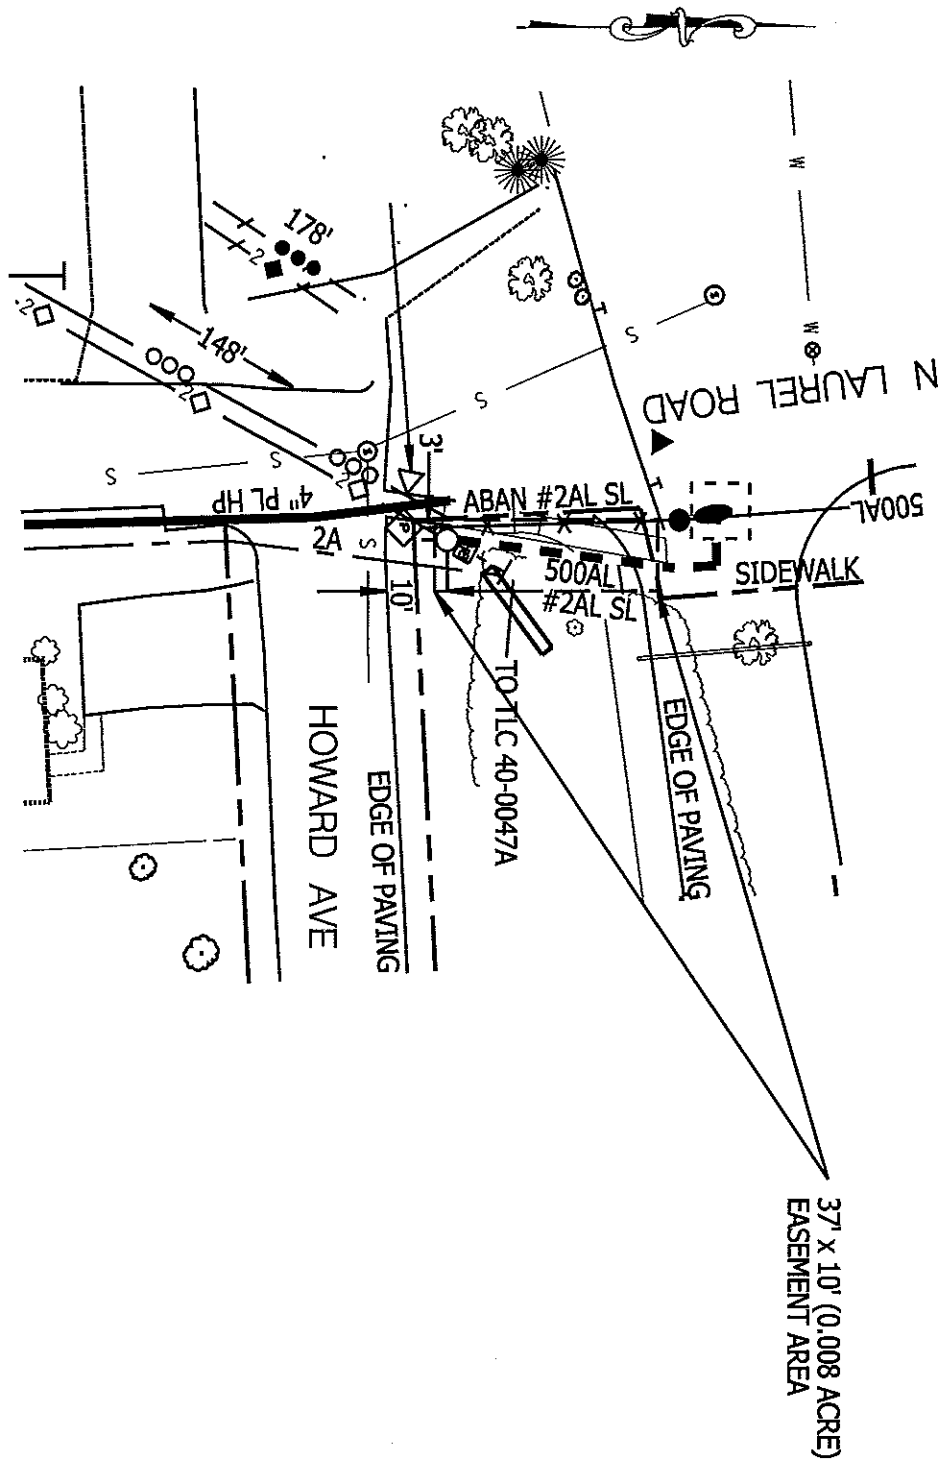 W
178'
2
148'
2
2
2
S
S
W
N LAUREL ROAD
T
T
S
S
S
3'
4" PL HP
ABAN #2AL SL
500AL
2A
10'
500AL
#2AL SL
SIDEWALK
TO TLC 40-0047A
EDGE OF PAVING
HOWARD AVE
EDGE OF PAVING
37' x 10' (0.008 ACRE)
EASEMENT AREA